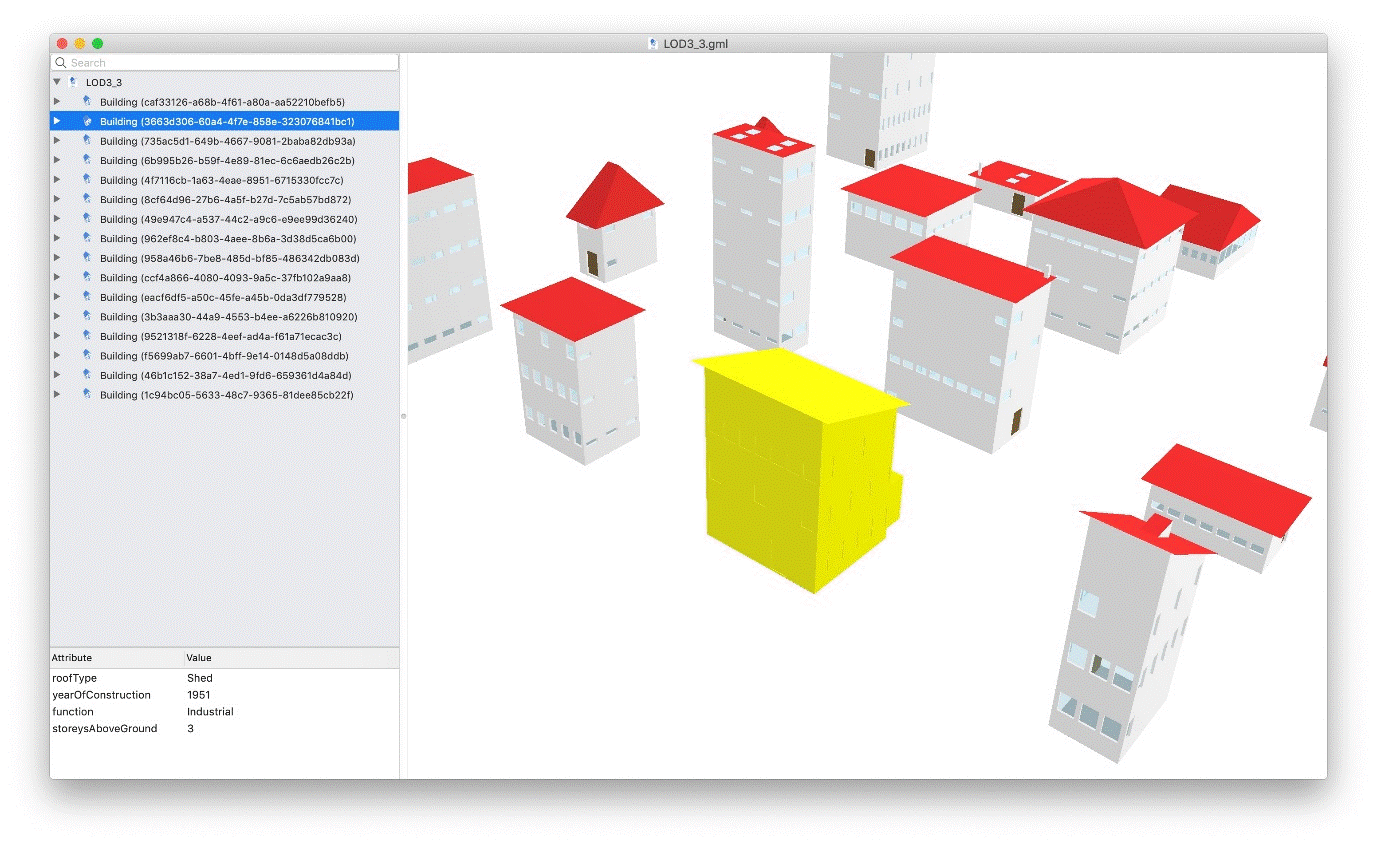 LOD3_3.gml
Search
LOD3_3
Building (caf33126-a68b-4f61-a80a-aa52210befb5)
Building (3663d306-60a4-4f7e-858e-323076841bc1)
Building (735ac5d1-649b-4667-9081-2baba82db93a)
Building (6b995b26-b59f-4e89-81ec-6c6aedb26c2b)
Building (4f7116cb-1a63-4eae-8951-6715330fcc7c)
Building (8cf64d96-27b6-4a5f-b27d-7c5ab57bd872)
Building (49e947c4-a537-44c2-a9c6-e9ee99d36240)
Building (962ef8c4-b803-4aee-8b6a-3d38d5ca6b00)
Building (958a46b6-7be8-485d-bf85-486342db083d)
Building (ccf4a866-4080-4093-9a5c-37fb102a9aa8)
Building (eacf6df5-a50c-45fe-a45b-0da3df779528)
Building (3b3aaa30-44a9-4553-b4ee-a6226b810920)
Building (9521318f-6228-4eef-ad4a-f61a71ecac3c)
Building (f5699ab7-6601-4bff-9e14-0148d5a08ddb)
Building (46b1c152-38a7-4ed1-9fd6-659361d4a84d)
Building (1c94bc05-5633-48c7-9365-81dee85cb22f)
Attribute Value
roofType Shed
yearOfConstruction 1951
function Industrial
storeysAboveGround 3